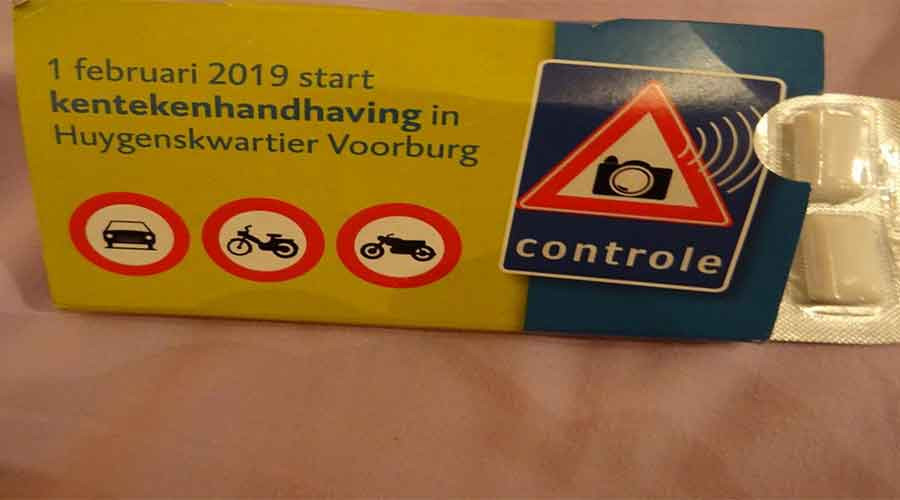 1 februari 2019 start
kentekenhandhaving in
Huygenskwartier Voorburg
controle